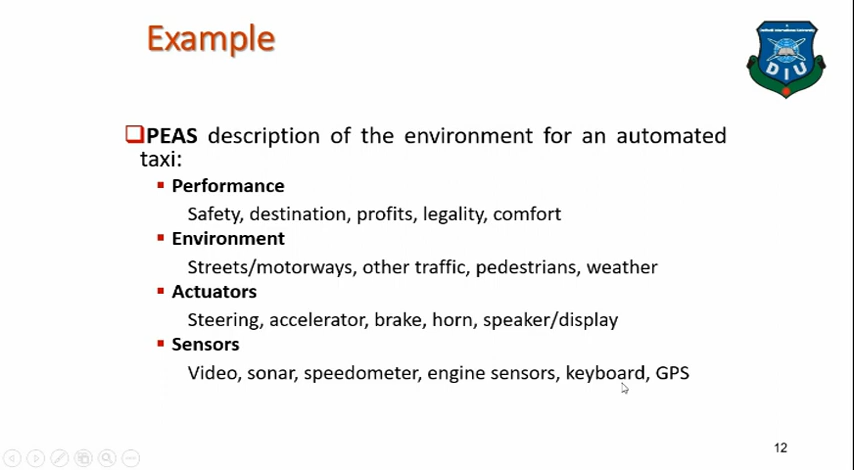 Example
DIU
PEAS description of the environment for an automated
taxi:
Performance
Safety, destination, profits, legality, comfort
Environment
Streets/motorways, other traffic, pedestrians, weather
Actuators
Steering, accelerator, brake, horn, speaker/display
Sensors
Video, sonar, speedometer, engine sensors, keyboard, GPS
12